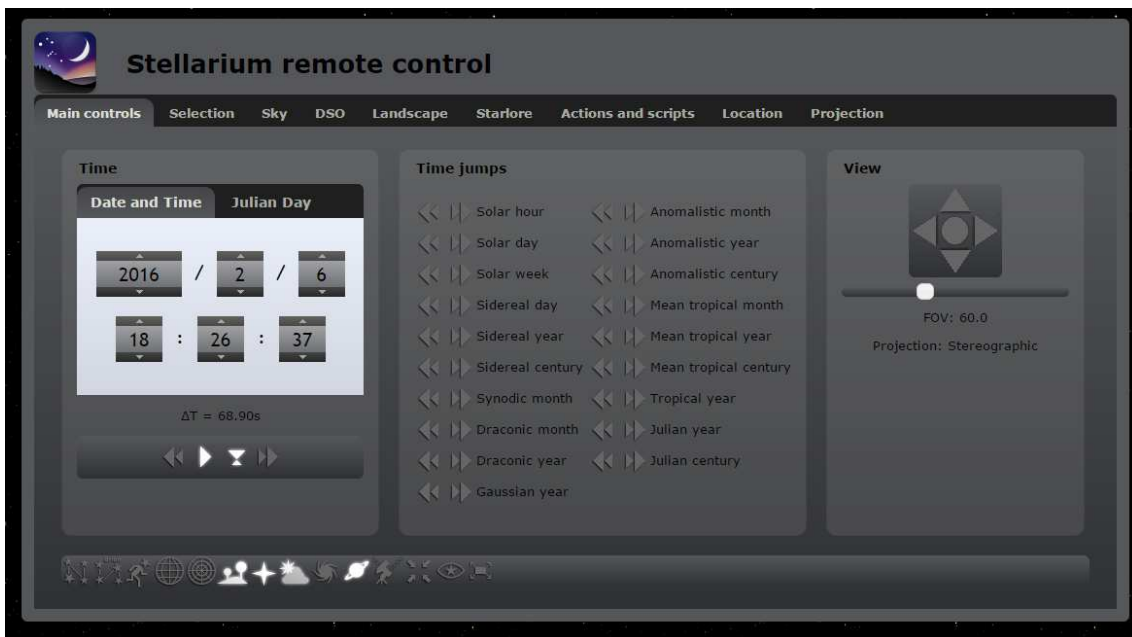 Stellarium remote control
Main controls Selection Sky DSO Landscape Starlore Actions and scripts Location Projection
Time
Date and Time Julian Day
2016 / 2 / 6
18 : 26 : 37
ΔT = 68.90s
Time jumps
Solar hour Anomalistic month
Solar day Anomalistic year
Solar week Anomalistic century
Sidereal day Mean tropical month
Sidereal year Mean tropical year
Sidereal century Mean tropical century
Synodic month Tropical year
Draconic month Julian year
Draconic year Julian century
Gaussian year
View
FOV: 60.0
Projection: Stereographic